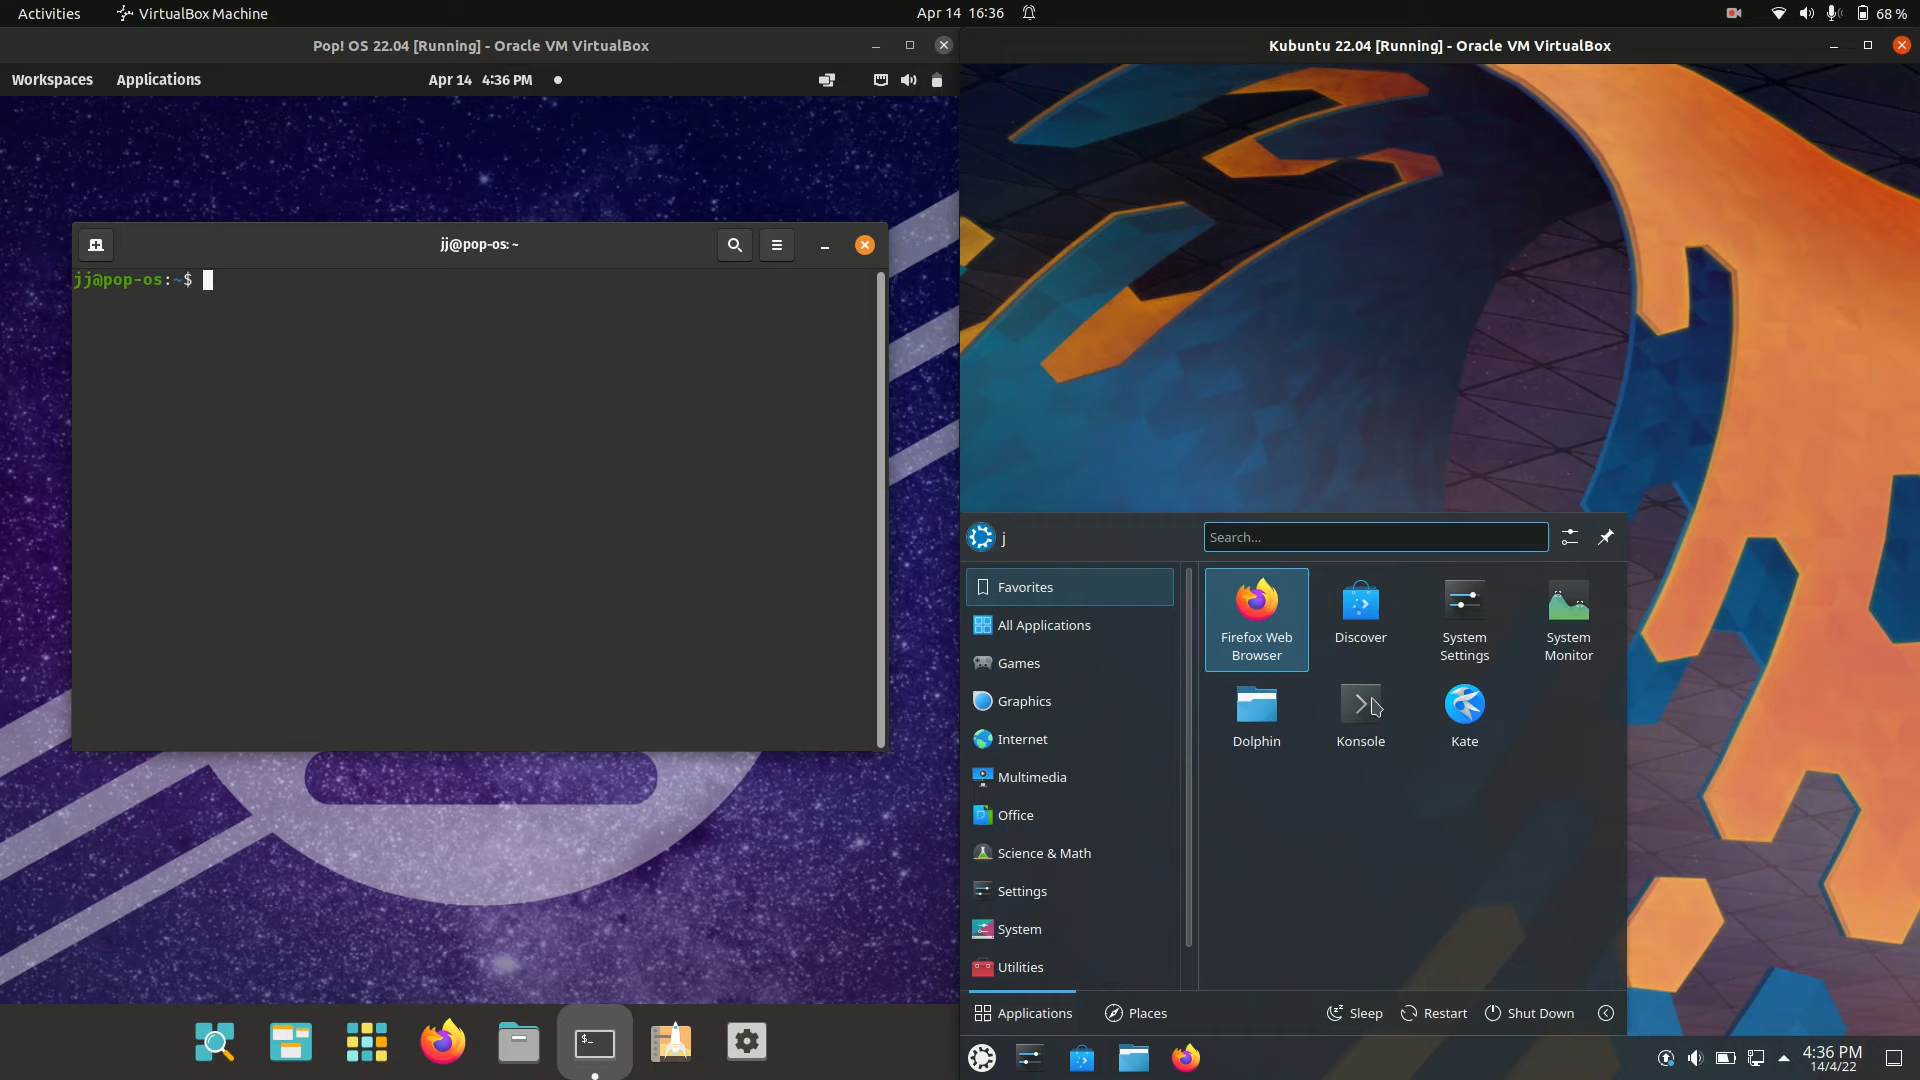 Activities VirtualBox Machine Apr 14 16:36 68 %
Pop! OS 22.04 [Running] - Oracle VM VirtualBox
Workspaces Applications Apr 14 4:36 PM
jj@pop-os: ~
jj@pop-os:~$
$_
Kubuntu 22.04 [Running] - Oracle VM VirtualBox
j Search...
Favorites
All Applications
Games
Graphics
Internet
Multimedia
Office
Science & Math
Settings
System
Utilities
Firefox Web
Browser
Discover
System
Settings
System
Monitor
Dolphin
Konsole
Kate
Applications Places Sleep Restart Shut Down
4:36 PM
14/4/22